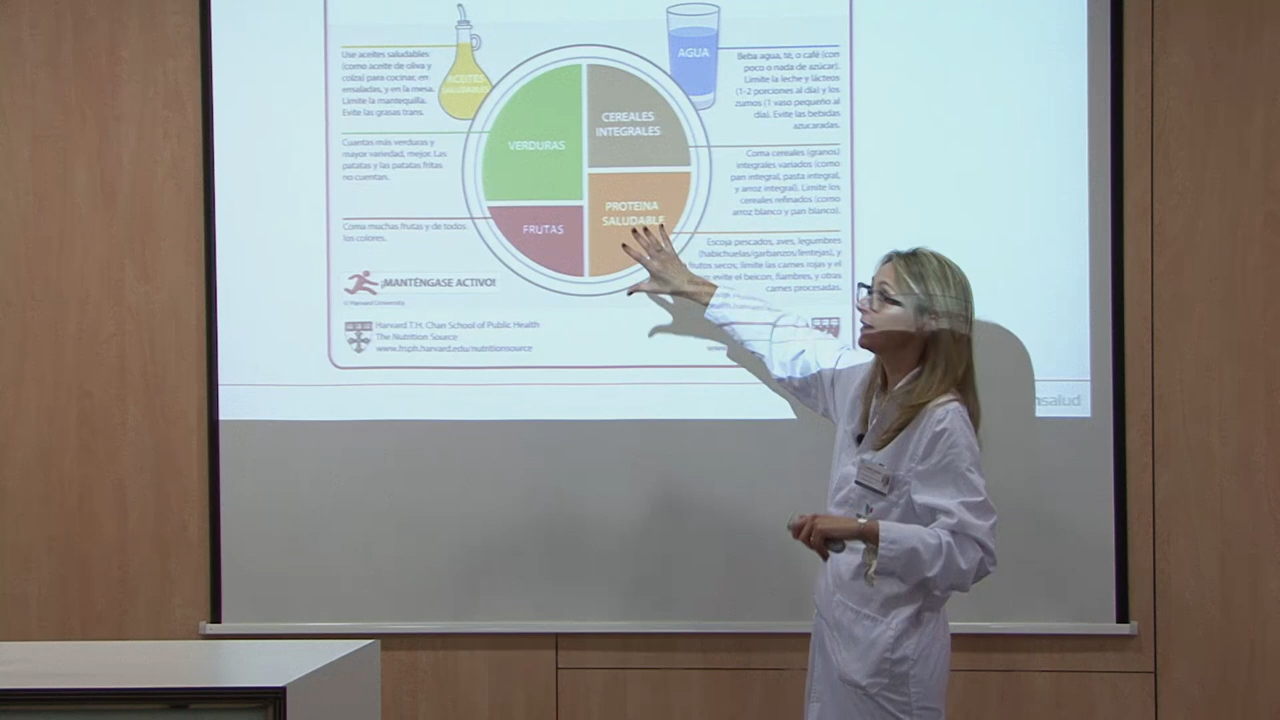 Use aceites saludables
(como aceite de oliva y
colza) para cocinar, en
ensaladas, y en la mesa.
Limite la mantequilla.
Evite las grasas trans.
ACEITES
SALUDABLES
Cuantas más verduras y
mayor variedad, mejor. Las
patatas y las patatas fritas
no cuentan.
Coma muchas frutas y de todos
los colores.
¡MANTÉNGASE ACTIVO!
© Harvard University
Harvard T.H. Chan School of Public Health
The Nutrition Source
www.hsph.harvard.edu/nutritionsource
VERDURAS
FRUTAS
CEREALES
INTEGRALES
PROTEINA
SALUDABLE
AGUA
Beba agua, té, o café (con
poco o nada de azúcar).
Limite la leche y lácteos
(1-2 porciones al día) y los
zumos (1 vaso pequeño al
día). Evite las bebidas
azucaradas.
Coma cereales (granos)
integrales variados (como
pan integral, pasta integral,
y arroz integral). Limite los
cereales refinados (como
arroz blanco y pan blanco).
Escoja pescados, aves, legumbres
(habichuelas/garbanzos/lentejas), y
frutos secos; limite las carnes rojas y el
evite el beicon, fiambres, y otras
carnes procesadas.
nsalud